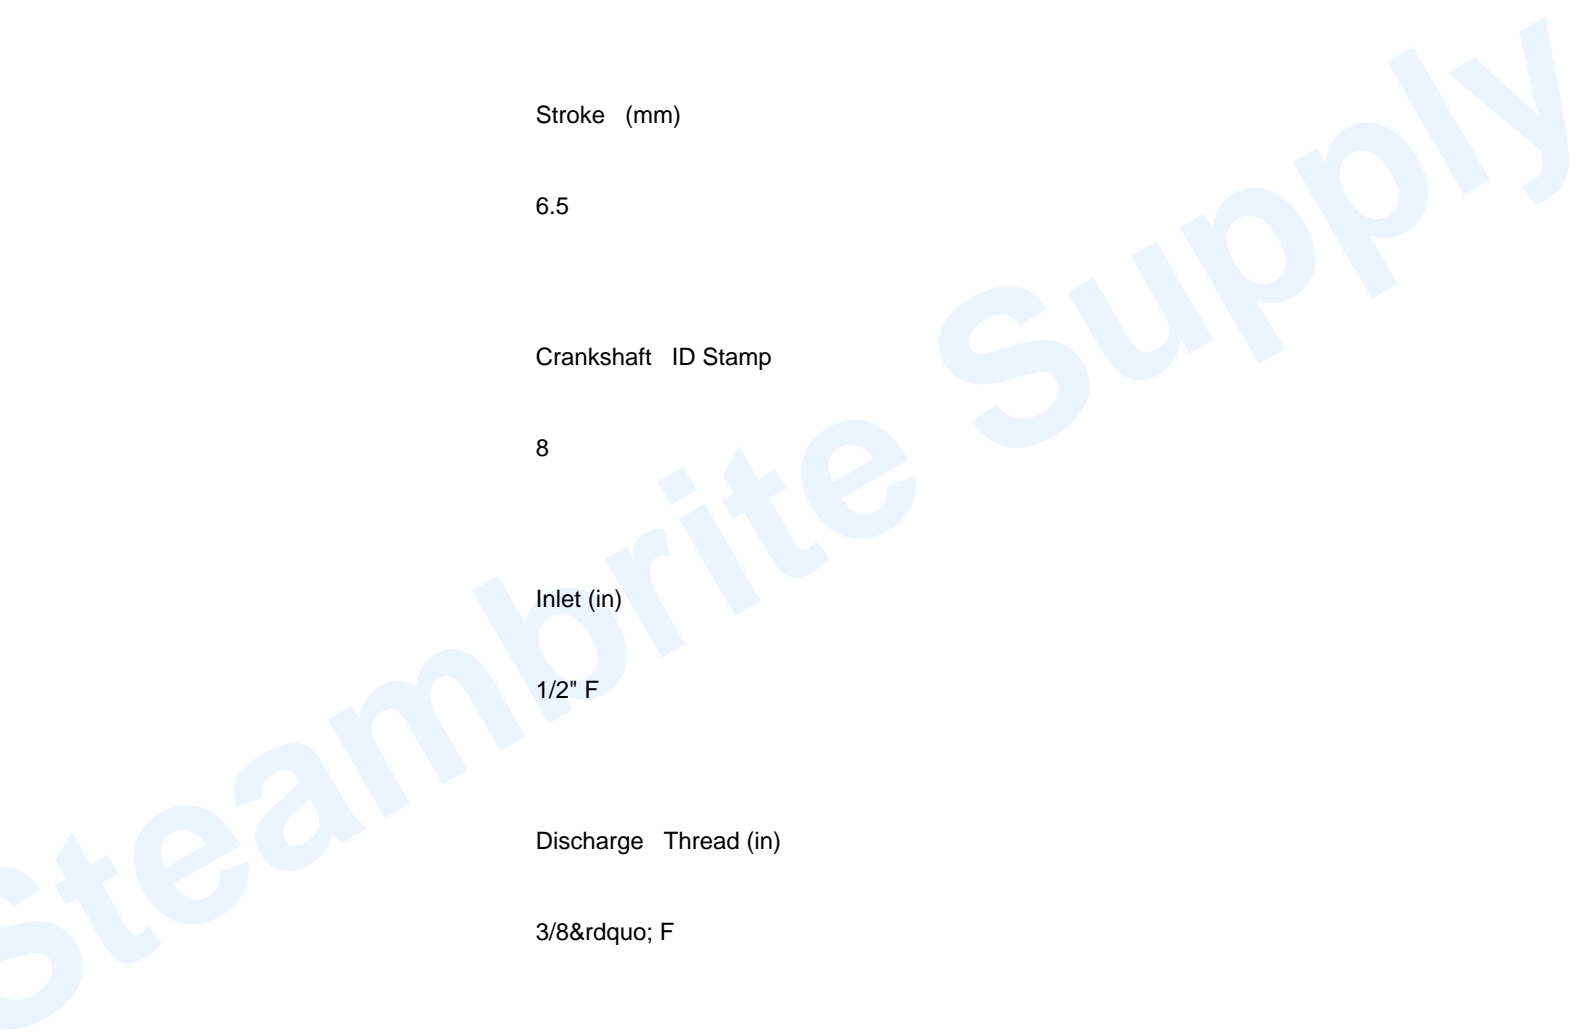 Stroke   (mm)
6.5
Crankshaft   ID Stamp
8
Inlet (in)
1/2" F
Discharge   Thread (in)
3/8&rdquo; F
Steambrite Supply